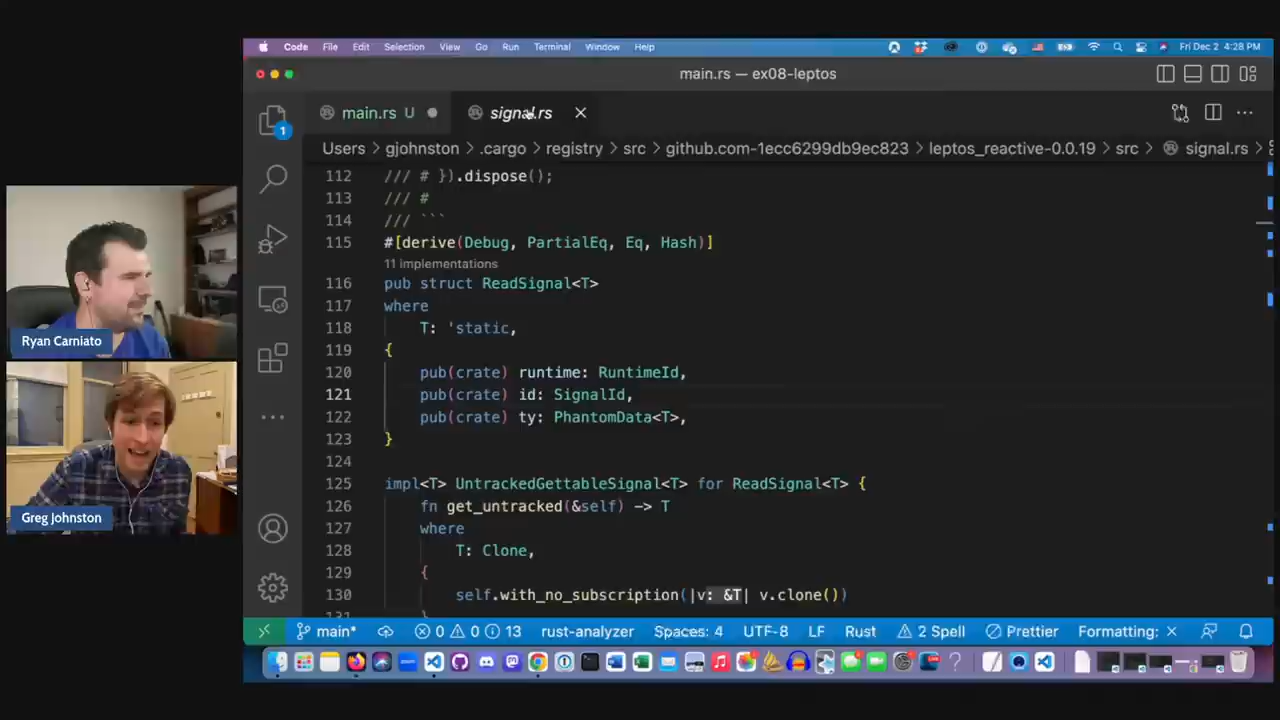 Code File Edit Selection View Go Run Terminal Window Help Fri Dec 2 4:28 PM
main.rs — ex08-leptos
main.rs U signal.rs
Users > gjohnston > .cargo > registry > src > github.com-1ecc6299db9ec823 > leptos_reactive-0.0.19 > src > signal.rs >
112 /// # }).dispose();
113 /// #
114 /// ```
115 #[derive(Debug, PartialEq, Eq, Hash)]
11 implementations
116 pub struct ReadSignal<T>
117 where
118 T: 'static,
119 {
120 pub(crate) runtime: RuntimeId,
121 pub(crate) id: SignalId,
122 pub(crate) ty: PhantomData<T>,
123 }
124
125 impl<T> UntrackedGettableSignal<T> for ReadSignal<T> {
126 fn get_untracked(&self) -> T
127 where
128 T: Clone,
129 {
130 self.with_no_subscription(|v: &T| v.clone())
131 }
1
Ryan Carniato
Greg Johnston
main* 0 0 13 rust-analyzer Spaces: 4 UTF-8 LF Rust 2 Spell Prettier Formatting: ×